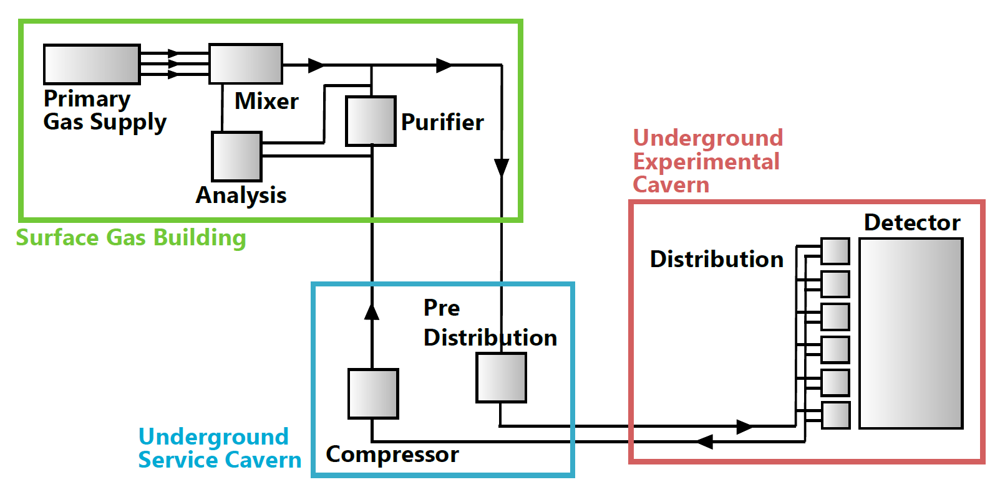 Primary
Gas Supply
Mixer
Purifier
Analysis
Surface Gas Building
Underground
Experimental
Cavern
Detector
Distribution
Pre
Distribution
Compressor
Underground
Service Cavern